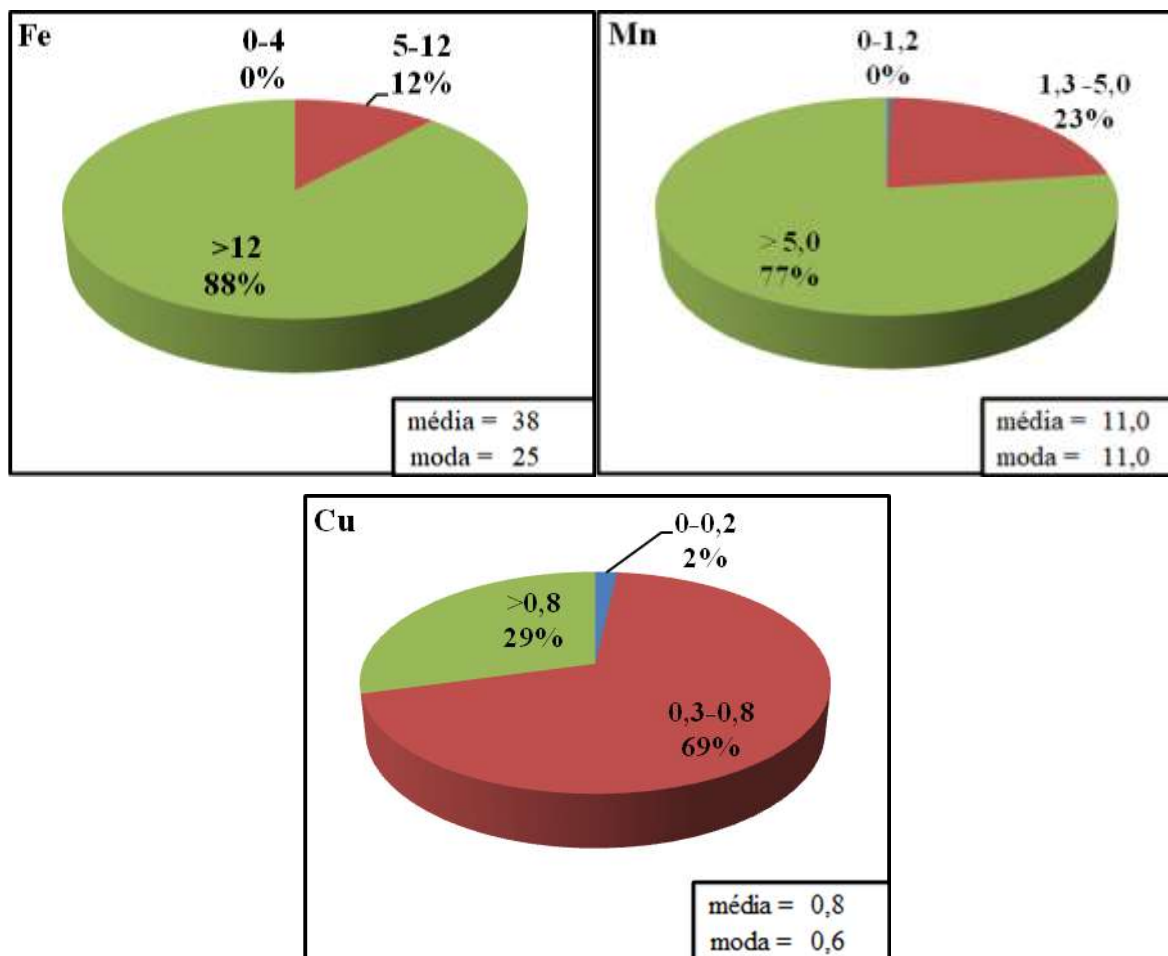 Fe
0-4
0%
5-12
12%
>12
88%
média = 38
moda = 25
Mn
0-1,2
0%
1,3 -5,0
23%
> 5,0
77%
média = 11,0
moda = 11,0
Cu
0-0,2
2%
>0,8
29%
0,3-0,8
69%
média = 0,8
moda = 0,6